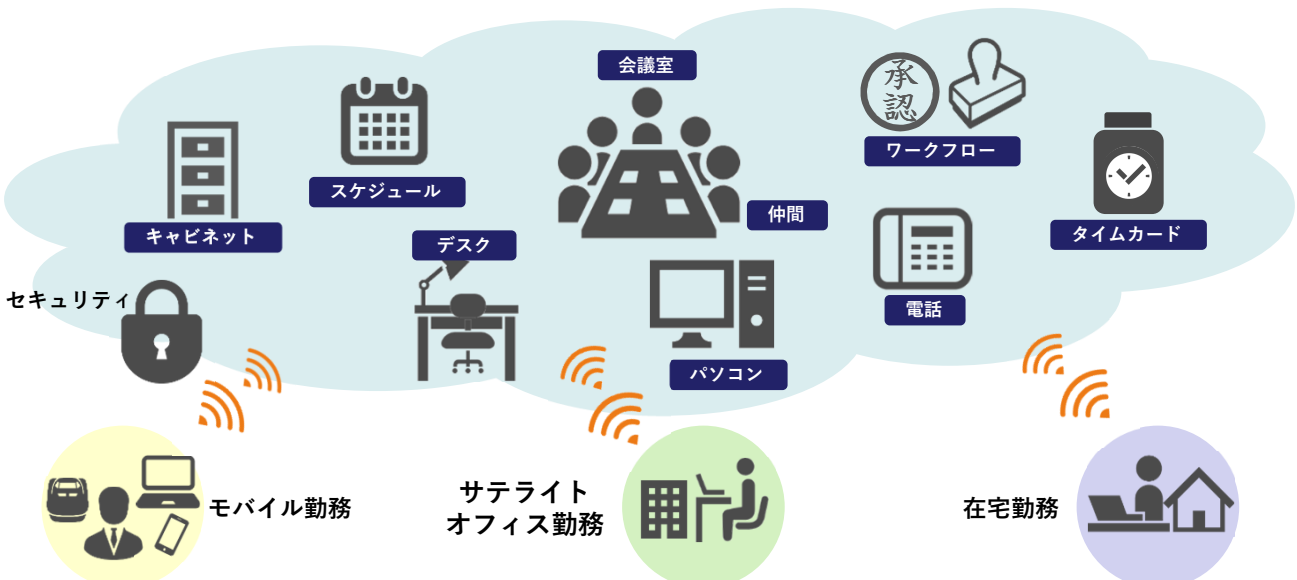 会議室
承
認
ワークフロー
スケジュール
キャビネット
仲間
タイムカード
デスク
セキュリティ
電話
パソコン
モバイル勤務
サテライト
オフィス勤務
在宅勤務